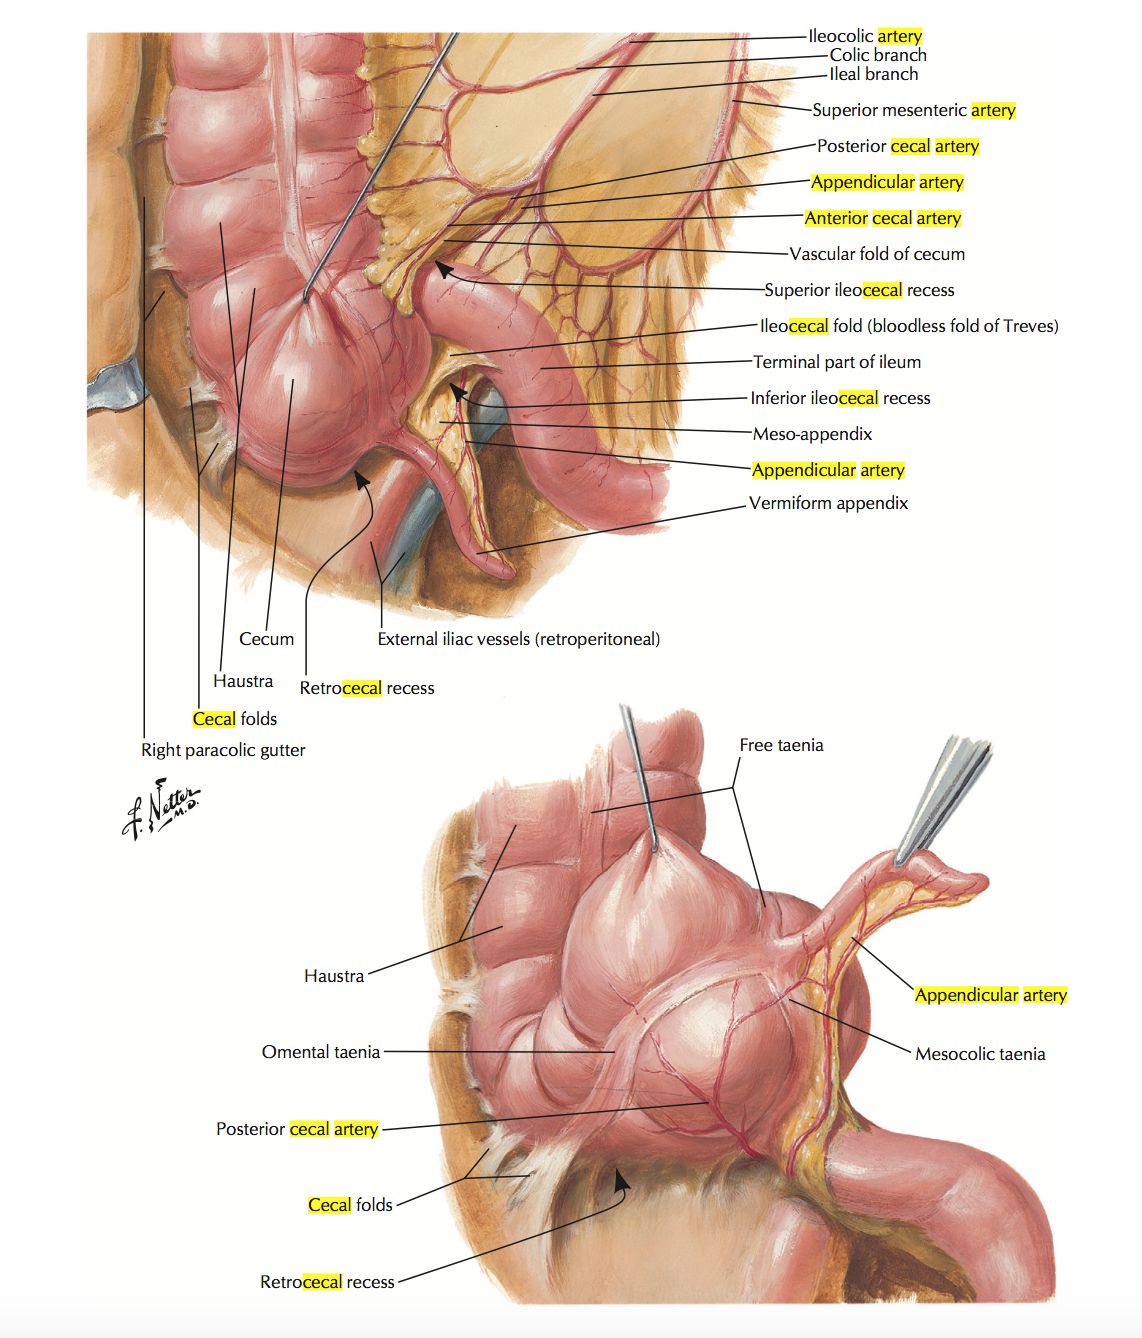 Ileocolic artery
Colic branch
Ileal branch
Superior mesenteric artery
Posterior cecal artery
Appendicular artery
Anterior cecal artery
Vascular fold of cecum
Superior ileocecal recess
Ileocecal fold (bloodless fold of Treves)
Terminal part of ileum
Inferior ileocecal recess
Meso-appendix
Appendicular artery
Vermiform appendix
Cecum
External iliac vessels (retroperitoneal)
Haustra
Retrocecal recess
Cecal folds
Right paracolic gutter
F. Netter
M.D.
Free taenia
Haustra
Appendicular artery
Omental taenia
Mesocolic taenia
Posterior cecal artery
Cecal folds
Retrocecal recess